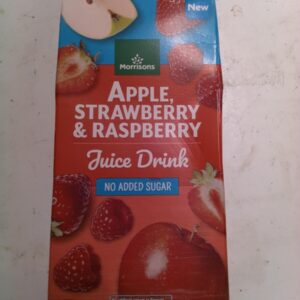 New
Morrisons
APPLE,
STRAWBERRY
& RASPBERRY
Juice Drink
NO ADDED SUGAR